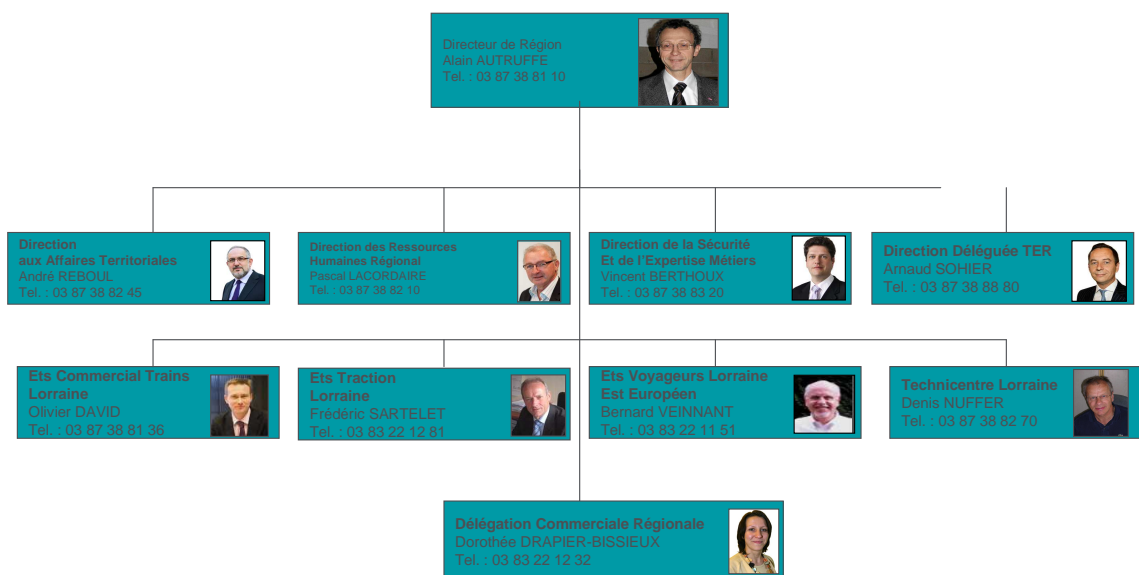 Directeur de Région
Alain AUTRUFFE
Tel. : 03 87 38 81 10
Direction
aux Affaires Territoriales
André REBOUL
Tel. : 03 87 38 82 45
Direction des Ressources
Humaines Régional
Pascal LACORDAIRE
Tel. : 03 87 38 82 10
Direction de la Sécurité
Et de l'Expertise Métiers
Vincent BERTHOUX
Tel. : 03 87 38 83 20
Direction Déléguée TER
Arnaud SOHIER
Tel. : 03 87 38 88 80
Ets Commercial Trains
Lorraine
Olivier DAVID
Tel. : 03 87 38 81 36
Ets Traction
Lorraine
Frédéric SARTELET
Tel. : 03 83 22 12 81
Ets Voyageurs Lorraine
Est Européen
Bernard VEINNANT
Tel. : 03 83 22 11 51
Technicentre Lorraine
Denis NUFFER
Tel. : 03 87 38 82 70
Délégation Commerciale Régionale
Dorothée DRAPIER-BISSIEUX
Tel. : 03 83 22 12 32